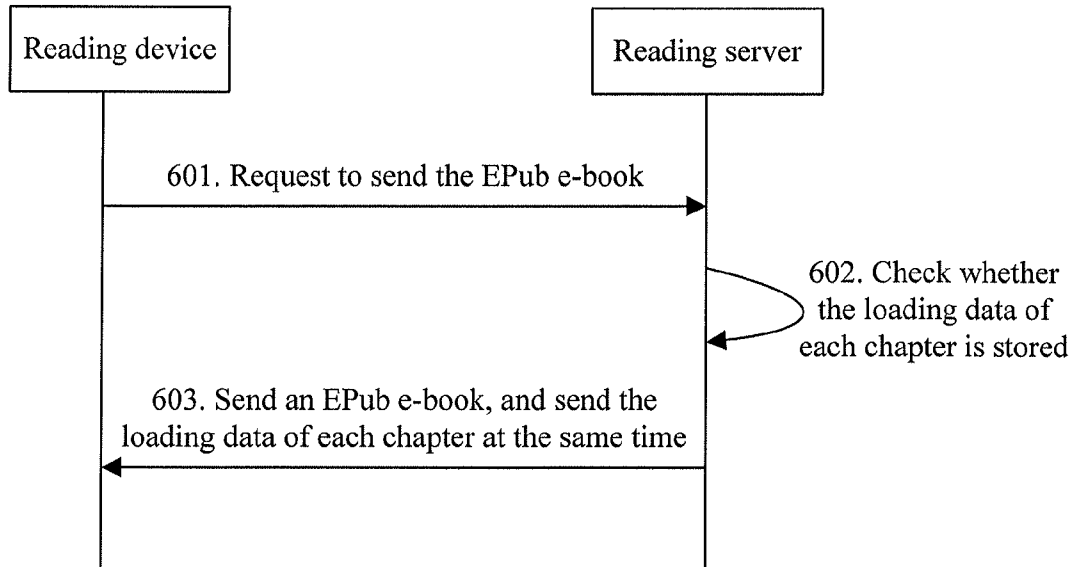 Reading device
Reading server
601. Request to send the EPub e-book
602. Check whether
the loading data of
each chapter is stored
603. Send an EPub e-book, and send the
loading data of each chapter at the same time